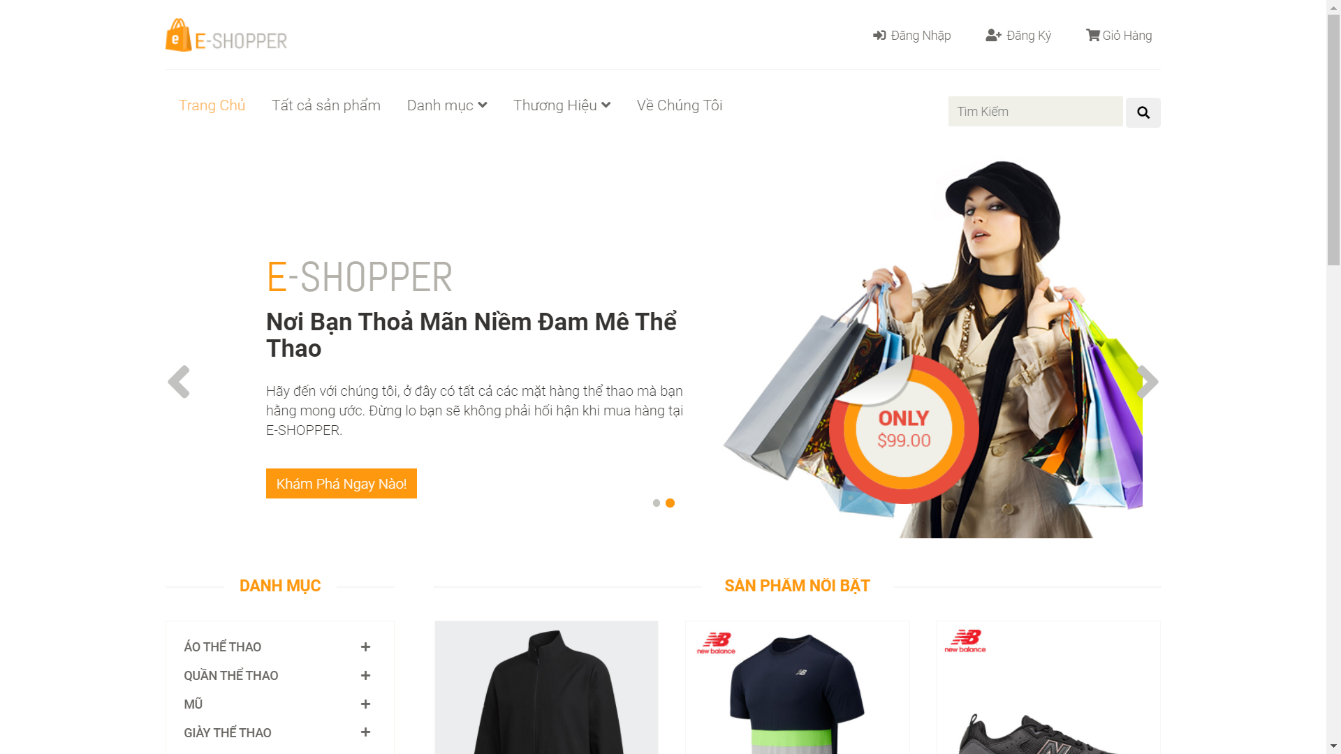 E-SHOPPER
Đăng Nhập
Đăng Ký
Giỏ Hàng
Trang Chủ
Tất cả sản phẩm
Danh mục
Thương Hiệu
Về Chúng Tôi
Tìm Kiếm
E-SHOPPER
Nơi Bạn Thoả Mãn Niềm Đam Mê Thể
Thao
Hãy đến với chúng tôi, ở đây có tất cả các mặt hàng thể thao mà bạn
hằng mong ước. Đừng lo bạn sẽ không phải hối hận khi mua hàng tại
E-SHOPPER.
Khám Phá Ngay Nào!
ONLY
$99.00
DANH MỤC
SẢN PHẨM NỔI BẬT
ÁO THỂ THAO
QUẦN THỂ THAO
MŨ
GIÀY THỂ THAO
new balance
new balance